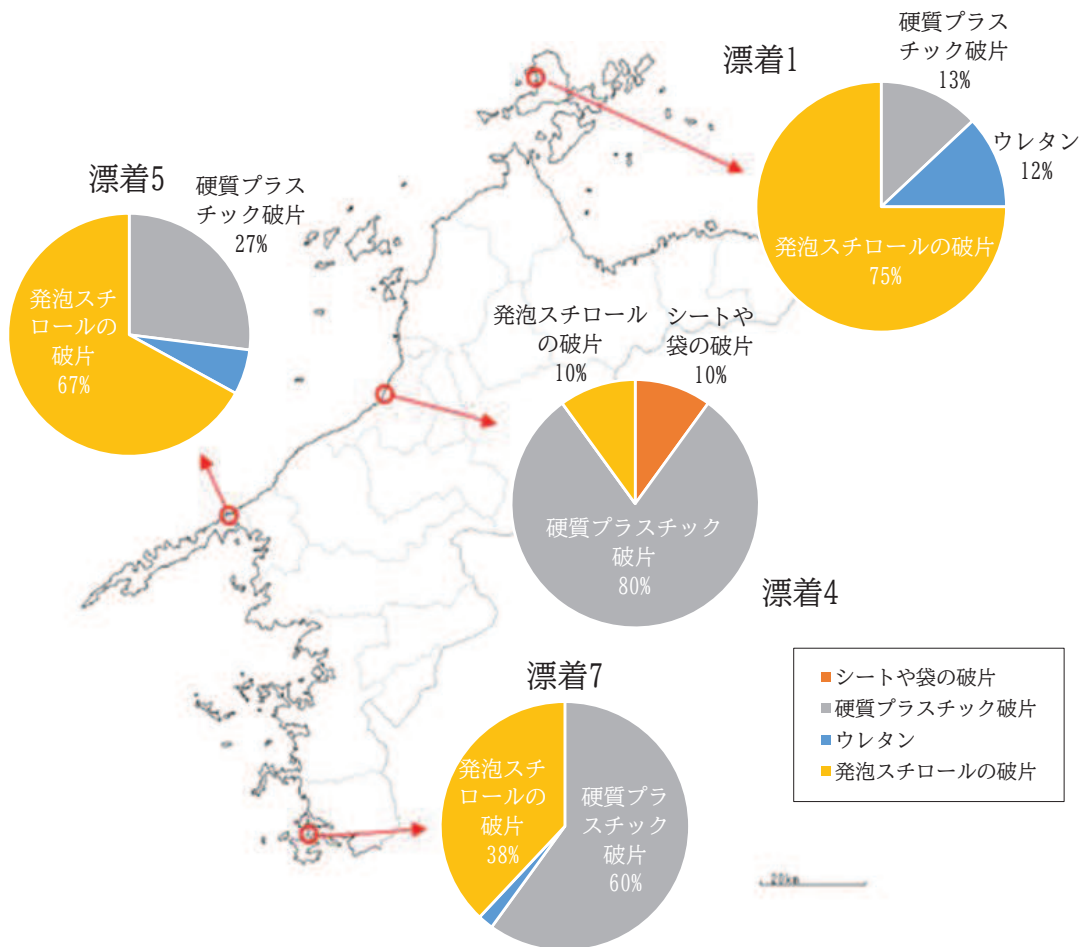 漂着1
硬質プラス
チック破片
13%
ウレタン
12%
発泡スチロールの破片
75%
漂着5
硬質プラス
チック破片
27%
発泡スチ
ロールの
破片
67%
発泡スチロール
の破片
10%
シートや
袋の破片
10%
硬質プラスチック
破片
80%
漂着4
漂着7
発泡スチ
ロールの
破片
38%
硬質プラ
スチック
破片
60%
シートや袋の破片
硬質プラスチック破片
ウレタン
発泡スチロールの破片
20km